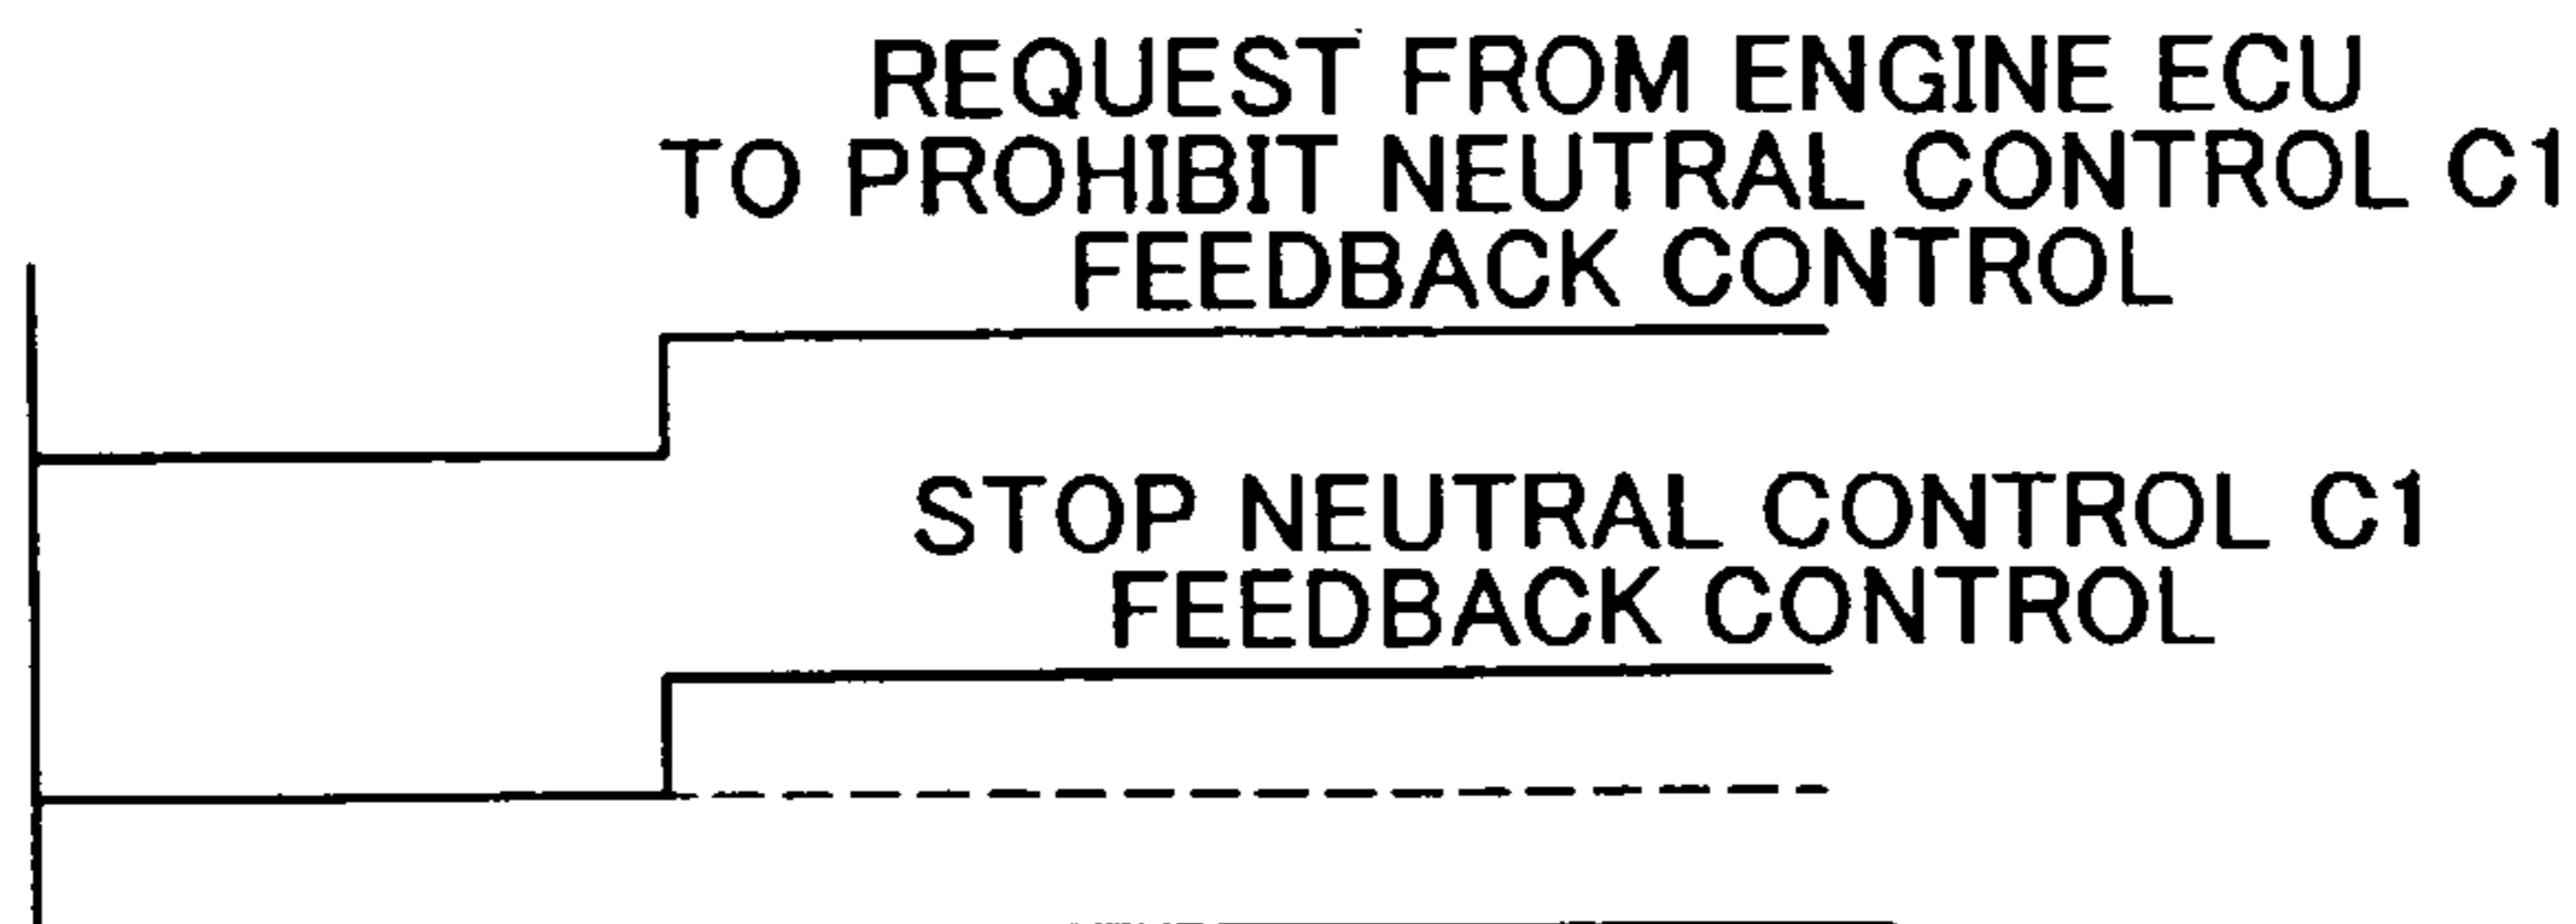 REQUEST FROM ENGINE ECU
TO PROHIBIT NEUTRAL CONTROL C1
FEEDBACK CONTROL
STOP NEUTRAL CONTROL C1
FEEDBACK CONTROL